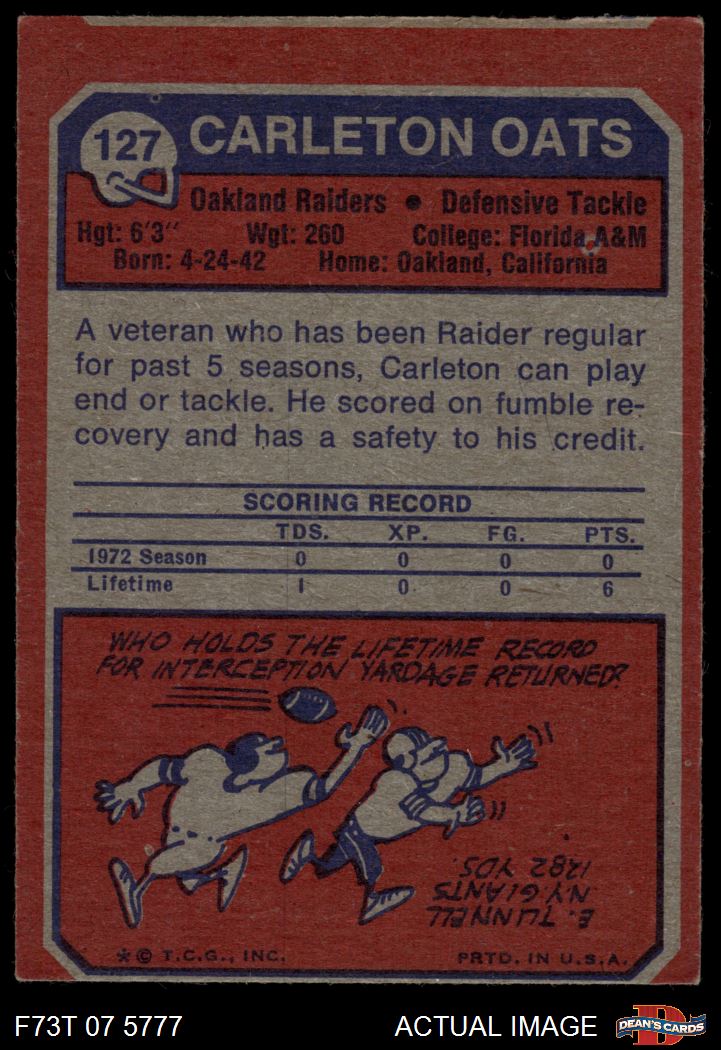 127
CARLETON OATS
Oakland Raiders • Defensive Tackle
Hgt: 6'3" Wgt: 260 College: Florida A&M
Born: 4-24-42 Home: Oakland, California
A veteran who has been Raider regular
for past 5 seasons, Carleton can play
end or tackle. He scored on fumble re-
covery and has a safety to his credit.
SCORING RECORD
TDS. XP. FG. PTS.
1972 Season 0 0 0 0
Lifetime 1 0 0 6
WHO HOLDS THE LIFETIME RECORD
FOR INTERCEPTION YARDAGE RETURNED?
E. TUNNELL
N.Y. GIANTS
1282 YDS.
* © T.C.G., INC. PRTD. IN U.S.A.
F73T 07 5777 ACTUAL IMAGE
D
DEAN'S CARDS